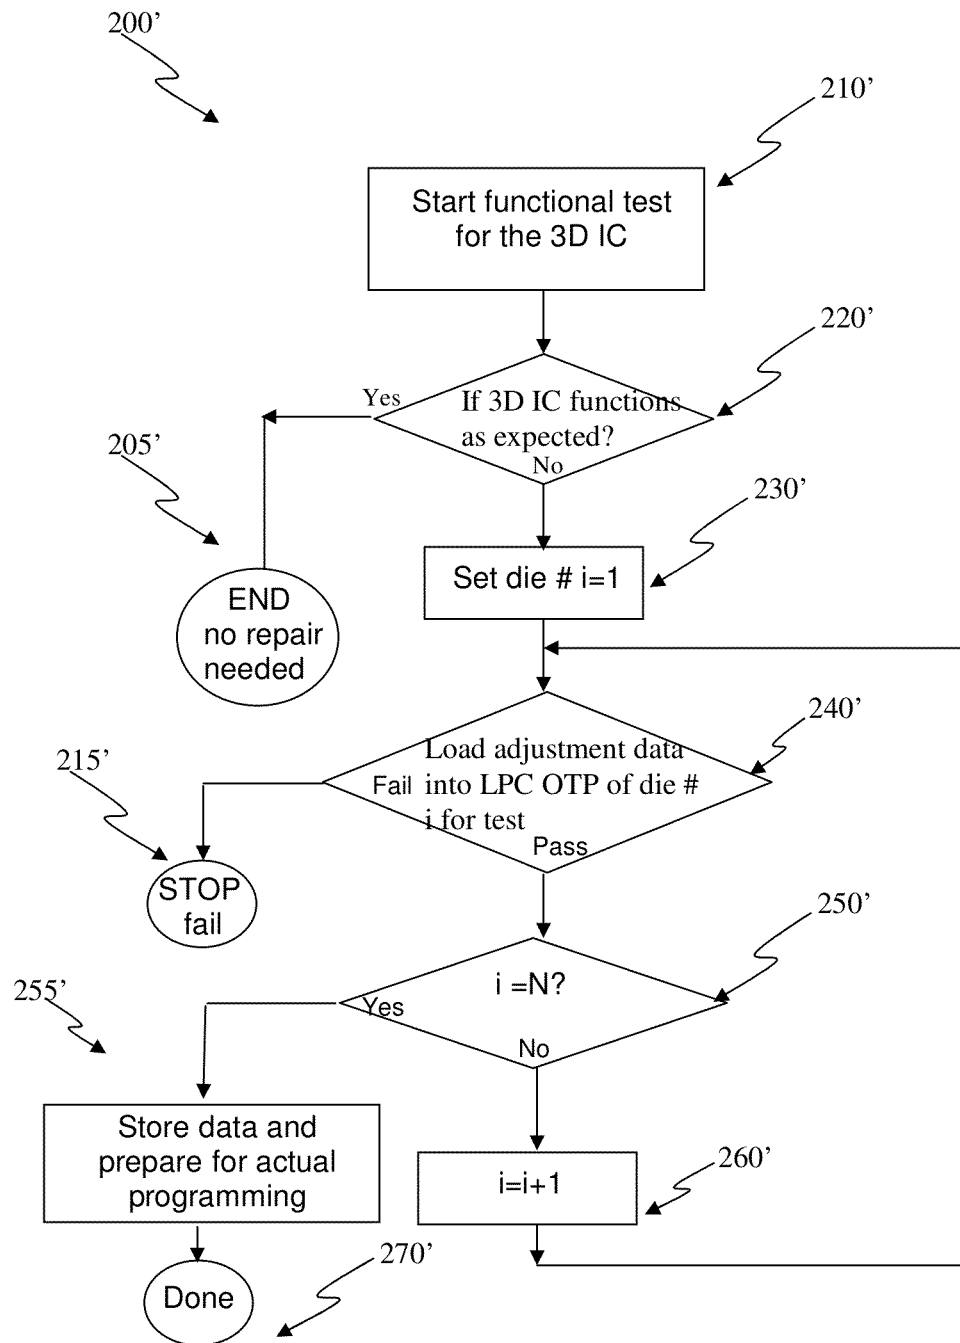 200’
210’
Start functional test
for the 3D IC
220’
Yes
If 3D IC functions
as expected?
No
205’
230’
Set die # i=1
END
no repair
needed
240’
215’
Load adjustment data
Fail into LPC OTP of die #
i for test
Pass
STOP
fail
250’
i =N?
255’
Yes
No
Store data and
prepare for actual
programming
260’
i=i+1
270’
Done